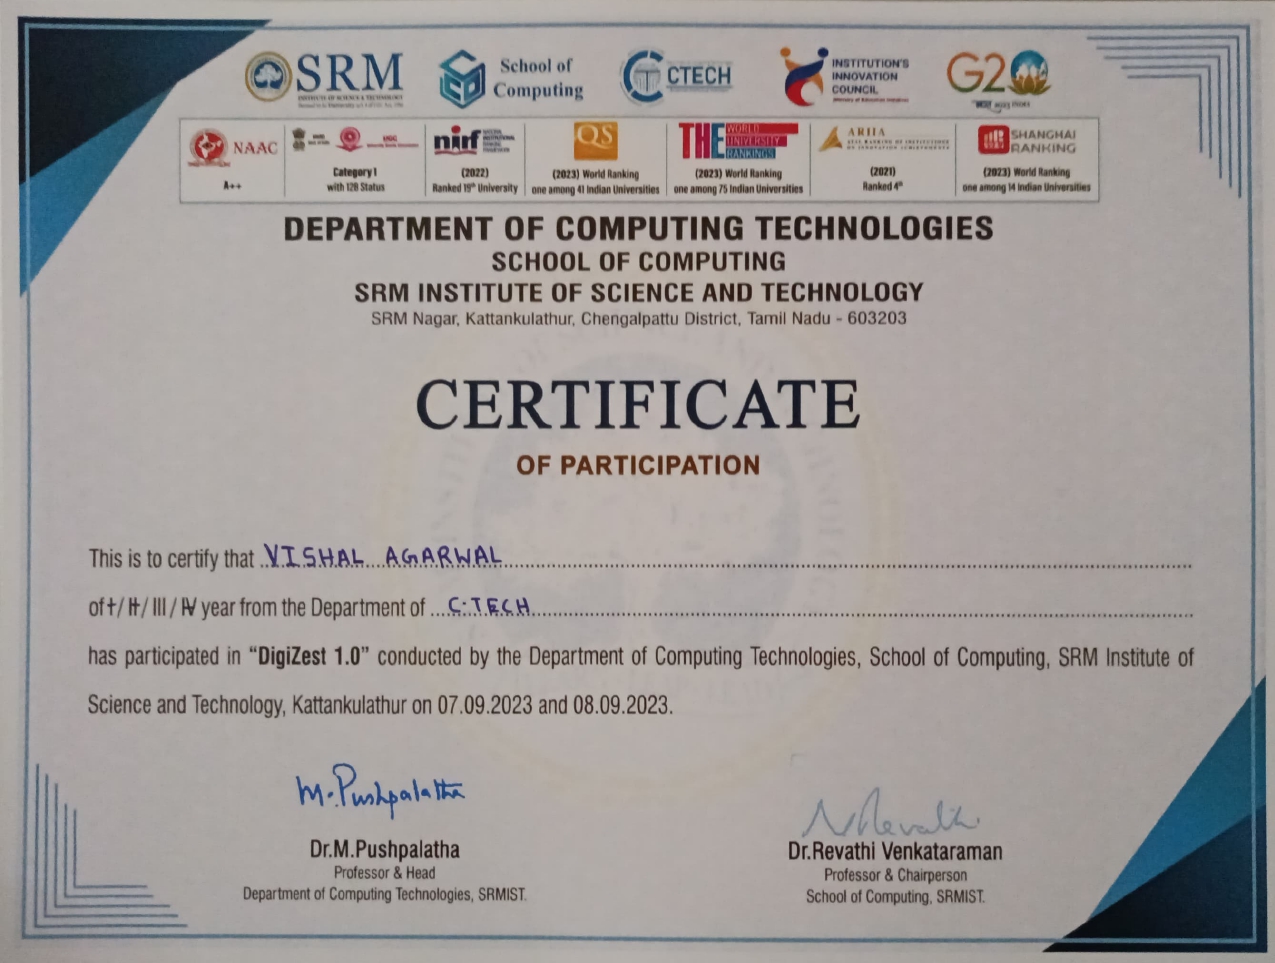 SRM
INSTITUTE OF SCIENCE & TECHNOLOGY
School of
Computing
CTECH
INSTITUTION'S
INNOVATION
COUNCIL
G20
NAAC
A++
UGC
Category I
with 12B Status
nirf
(2022)
Ranked 19th University
QS
(2023) World Ranking
one among 41 Indian Universities
THE WORLD
UNIVERSITY
RANKINGS
(2023) World Ranking
one among 75 Indian Universities
ARIIA
(2021)
Ranked 4th
SHANGHAI
RANKING
(2023) World Ranking
one among 14 Indian Universities
DEPARTMENT OF COMPUTING TECHNOLOGIES
SCHOOL OF COMPUTING
SRM INSTITUTE OF SCIENCE AND TECHNOLOGY
SRM Nagar, Kattankulathur, Chengalpattu District, Tamil Nadu - 603203
CERTIFICATE
OF PARTICIPATION
This is to certify that VISHAL AGARWAL
of I / II / III / IV year from the Department of C.TECH
has participated in “DigiZest 1.0” conducted by the Department of Computing Technologies, School of Computing, SRM Institute of
Science and Technology, Kattankulathur on 07.09.2023 and 08.09.2023.
M. Pushpalatha
N Revathi
Dr.M.Pushpalatha
Professor & Head
Department of Computing Technologies, SRMIST.
Dr.Revathi Venkataraman
Professor & Chairperson
School of Computing, SRMIST.